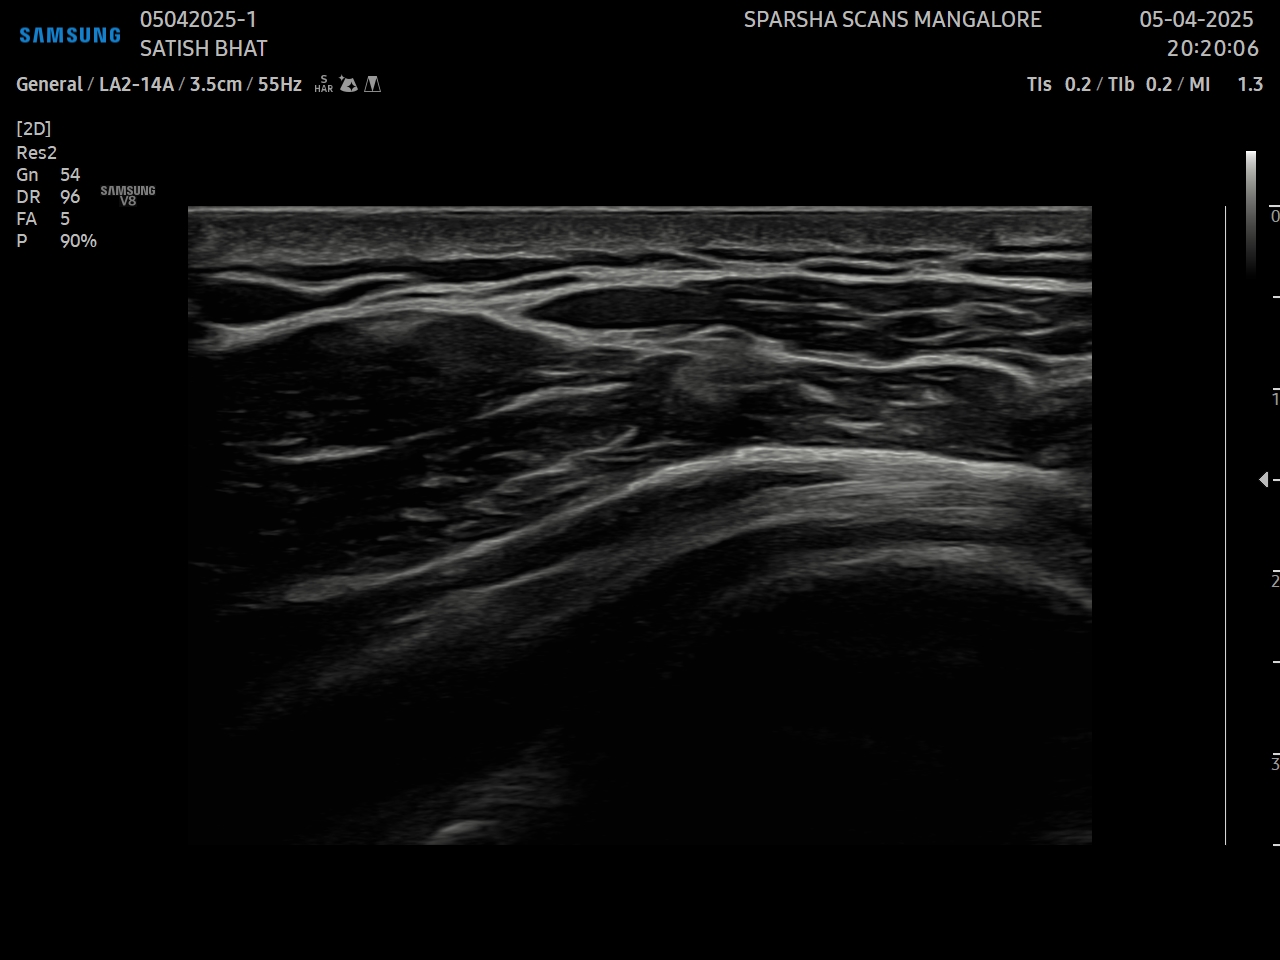 SAMSUNG
05042025-1
SATISH BHAT
SPARSHA SCANS MANGALORE
05-04-2025
20:20:06
General / LA2-14A / 3.5cm / 55Hz
S
HAR
TIs 0.2 / TIb 0.2 / MI 1.3
[2D]
Res2
Gn 54
DR 96
FA 5
P 90%
SAMSUNG
V8
0
1
2
3